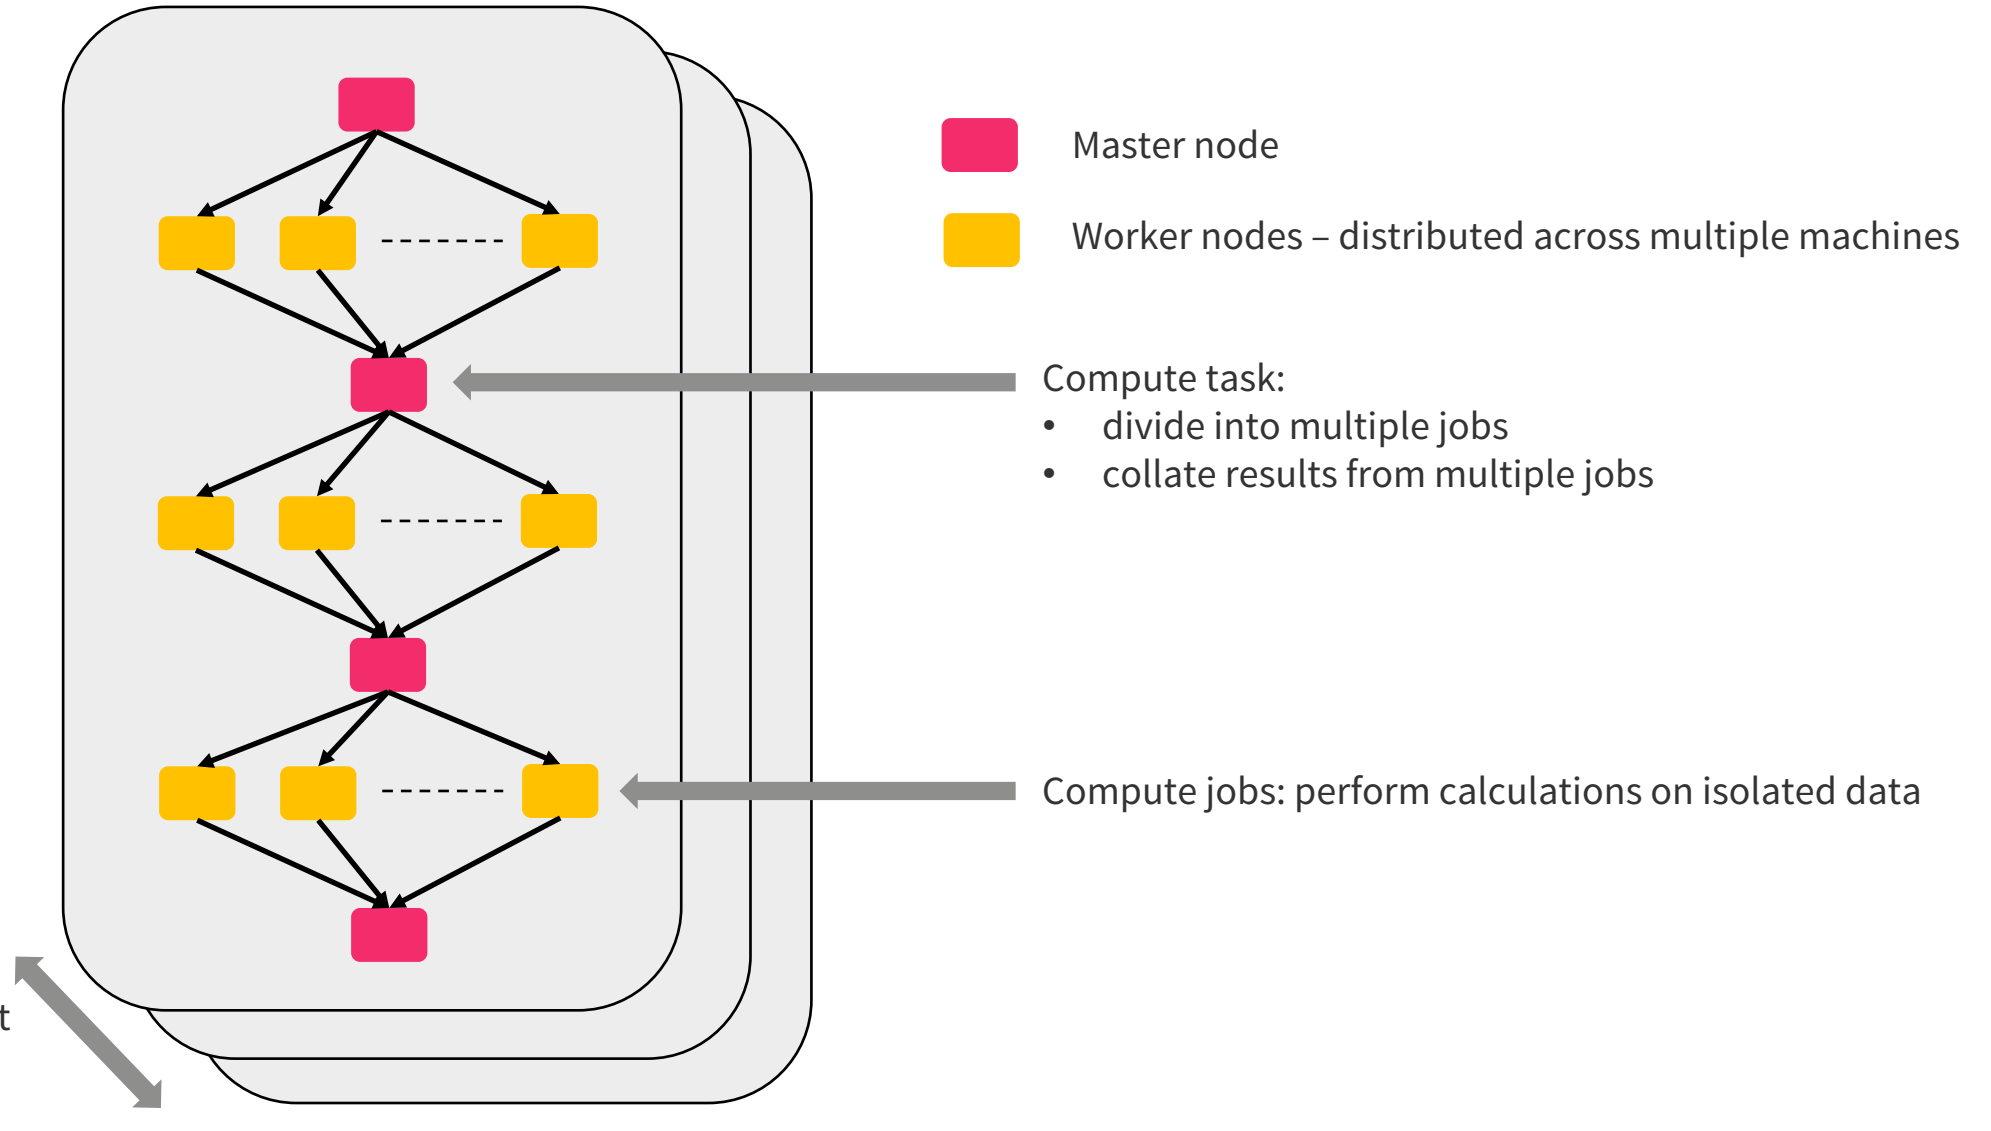 Master node
Worker nodes – distributed across multiple machines
Compute task:
• divide into multiple jobs
• collate results from multiple jobs
Compute jobs: perform calculations on isolated data